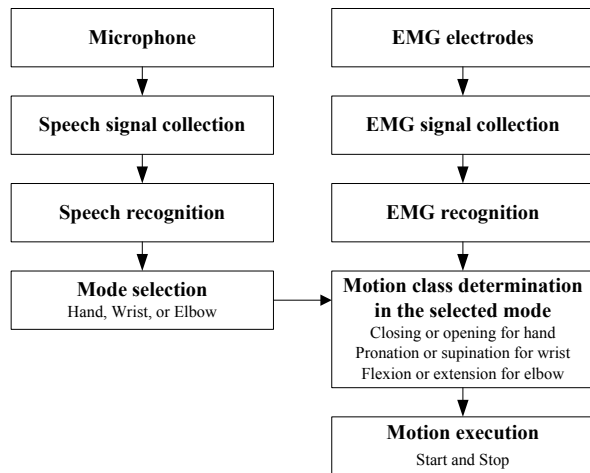 Microphone
Speech signal collection
Speech recognition
Mode selection
Hand, Wrist, or Elbow
EMG electrodes
EMG signal collection
EMG recognition
Motion class determination
in the selected mode
Closing or opening for hand
Pronation or supination for wrist
Flexion or extension for elbow
Motion execution
Start and Stop